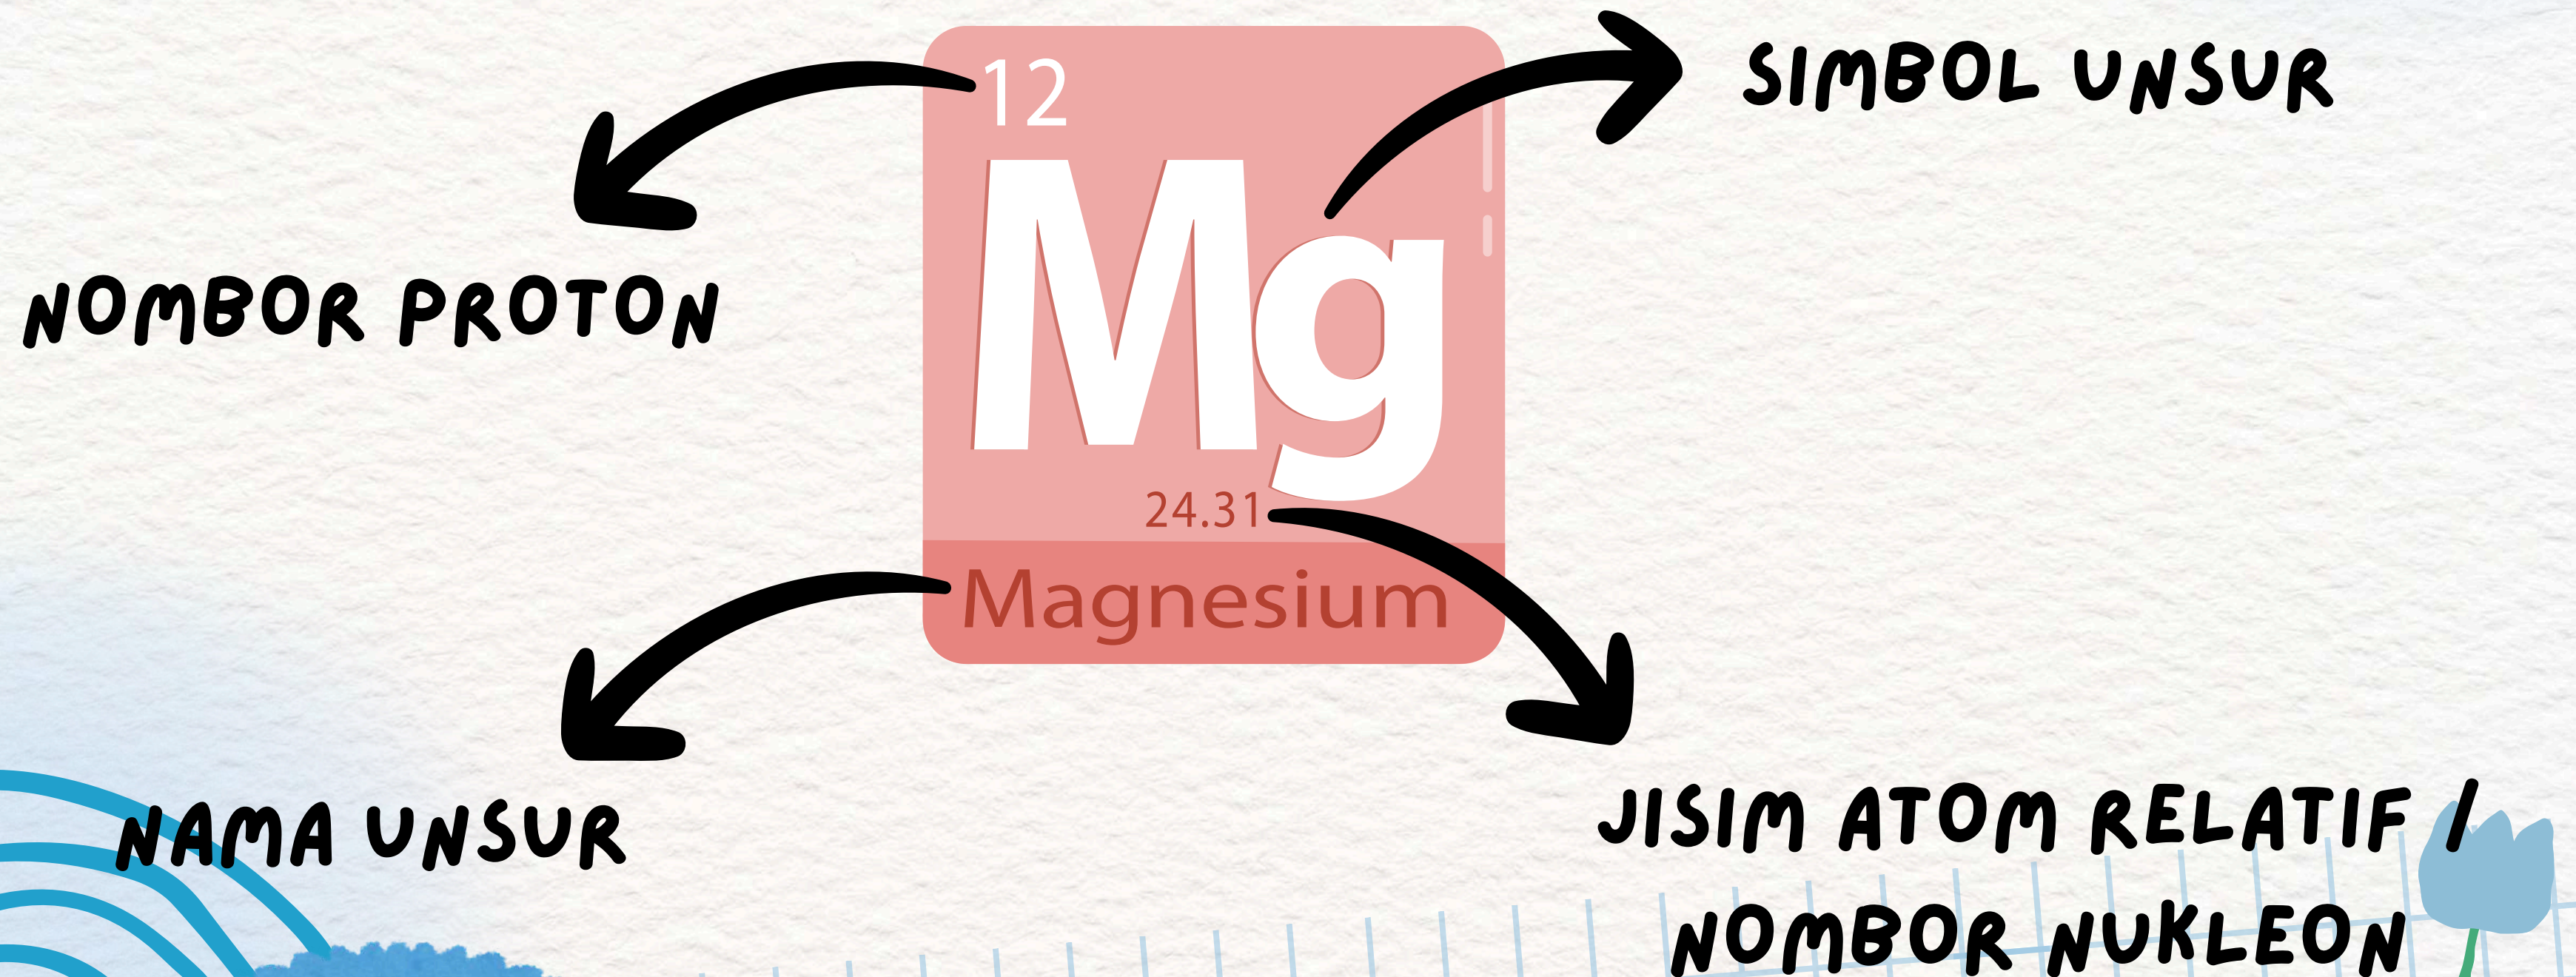 12
SIMBOL UNSUR
Mg
NOMBOR PROTON
24.31
Magnesium
NAMA UNSUR
JISIM ATOM RELATIF /
NOMBOR NUKLEON